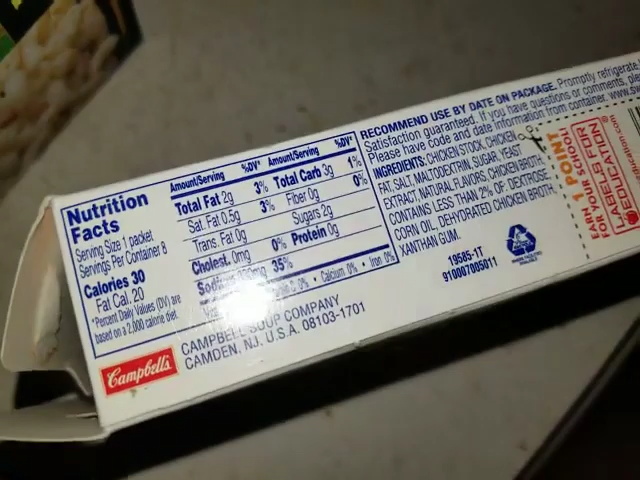 Nutrition
Facts
Serving Size 1 packet
Servings Per Container 8
Calories 30
Fat Cal. 20
*Percent Daily Values (DV) are
based on a 2,000 calorie diet.
Amount/Serving %DV*
Total Fat 2g 3%
Sat. Fat 0.5g 3%
Trans. Fat 0g
Cholest. 0mg 0%
35%
Amount/Serving %DV*
Total Carb 3g 1%
Fiber 0g 0%
Sugars 2g
Protein 0g
0% • Calcium 0% • Iron 0%
Campbell's
CAMPBELL SOUP COMPANY
CAMDEN, NJ, U.S.A. 08103-1701
RECOMMEND USE BY DATE ON PACKAGE. Promptly refrigerate
Satisfaction guaranteed. If you have questions or comments,
Please have code and date information from container.
INGREDIENTS: CHICKEN STOCK, CHICKEN
FAT, SALT, MALTODEXTRIN, SUGAR, YEAST
EXTRACT, NATURAL FLAVORS, CHICKEN BROTH,
CONTAINS LESS THAN 2% OF: DEXTROSE,
CORN OIL, DEHYDRATED CHICKEN BROTH,
XANTHAN GUM.
19585-1T
910007005011
1 POINT
EARN YOUR SCHOOL!
LABELS FOR
EDUCATION